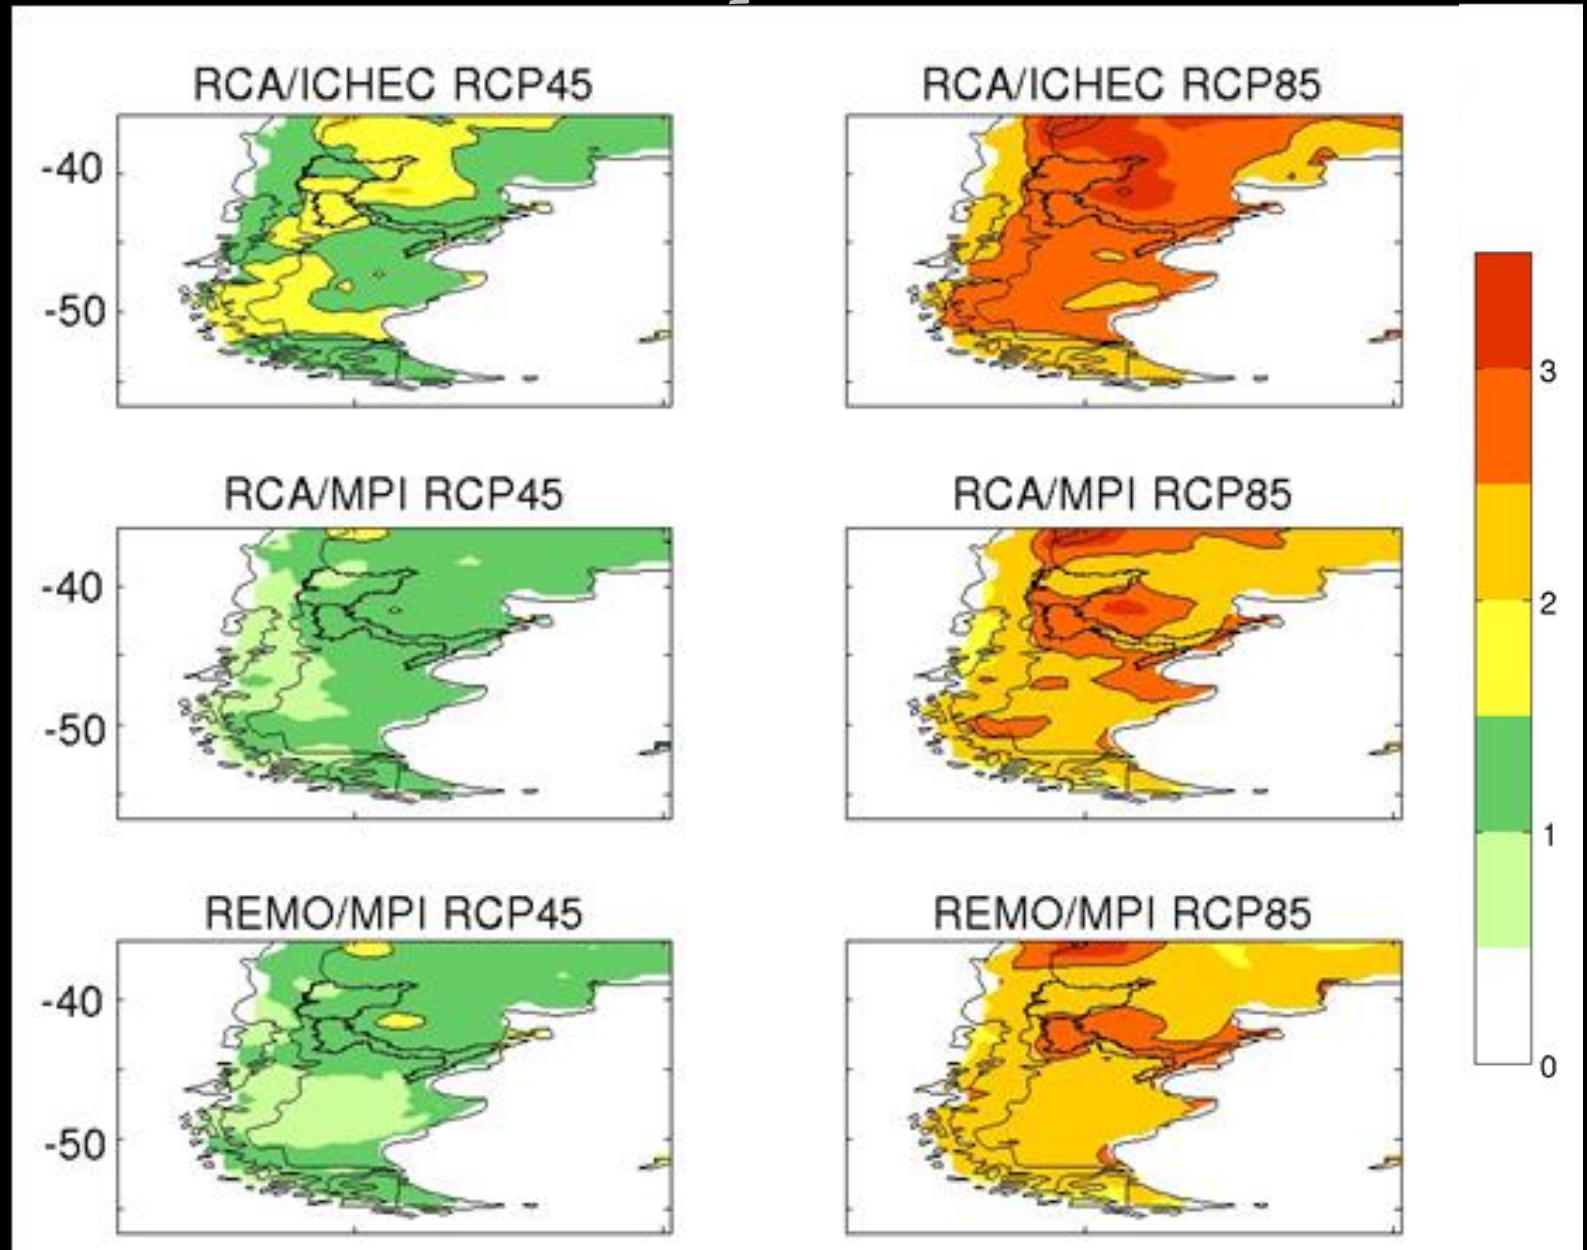 RCA/ICHEC RCP45
RCA/ICHEC RCP85
-40
-50
RCA/MPI RCP45
RCA/MPI RCP85
-40
-50
REMO/MPI RCP45
REMO/MPI RCP85
-40
-50
3
2
1
0